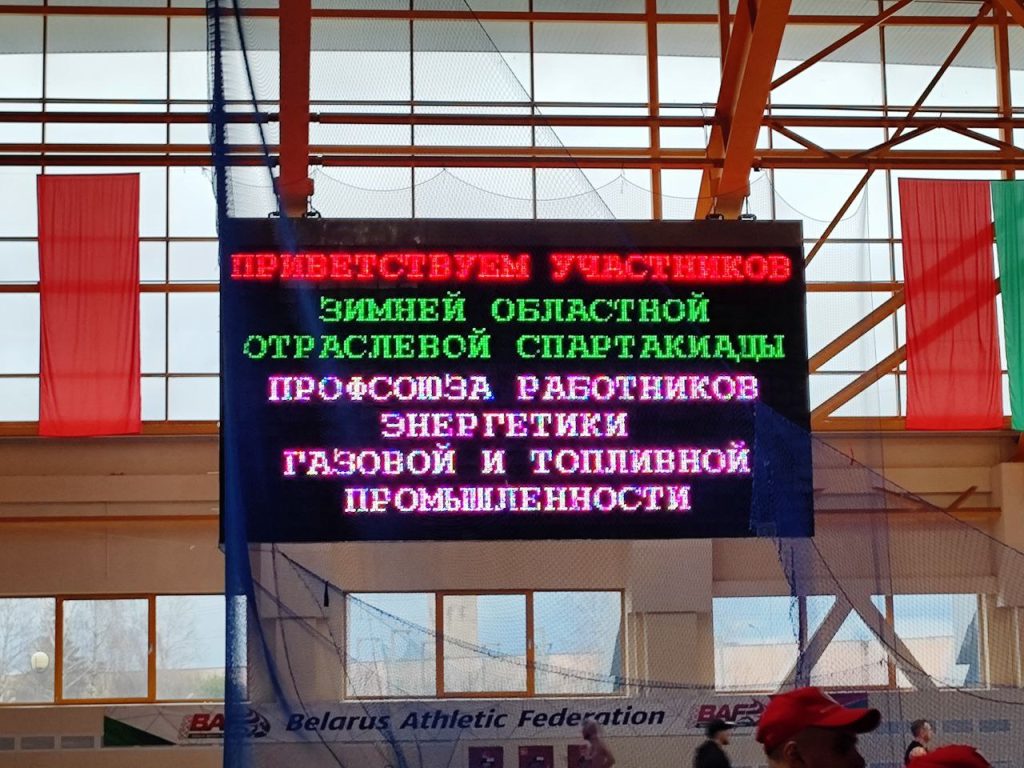 ПРИВЕТСТВУЕМ УЧАСТНИКОВ
ЗИМНЕЙ ОБЛАСТНОЙ
ОТРАСЛЕВОЙ СПАРТАКИАДЫ
ПРОФСОЮЗА РАБОТНИКОВ
ЭНЕРГЕТИКИ
ГАЗОВОЙ И ТОПЛИВНОЙ
ПРОМЫШЛЕННОСТИ
BAF Belarus Athletic Federation BAF